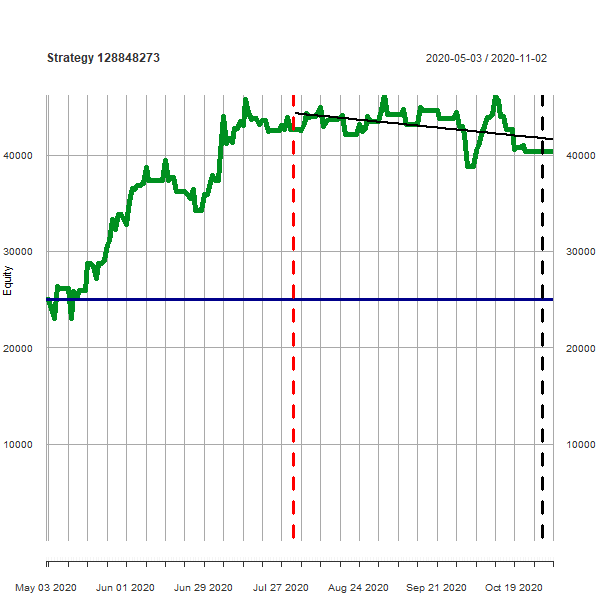 Strategy 128848273
2020-05-03 / 2020-11-02
40000
40000
30000
30000
Equity
20000
20000
10000
10000
May 03 2020
Jun 01 2020
Jun 29 2020
Jul 27 2020
Aug 24 2020
Sep 21 2020
Oct 19 2020